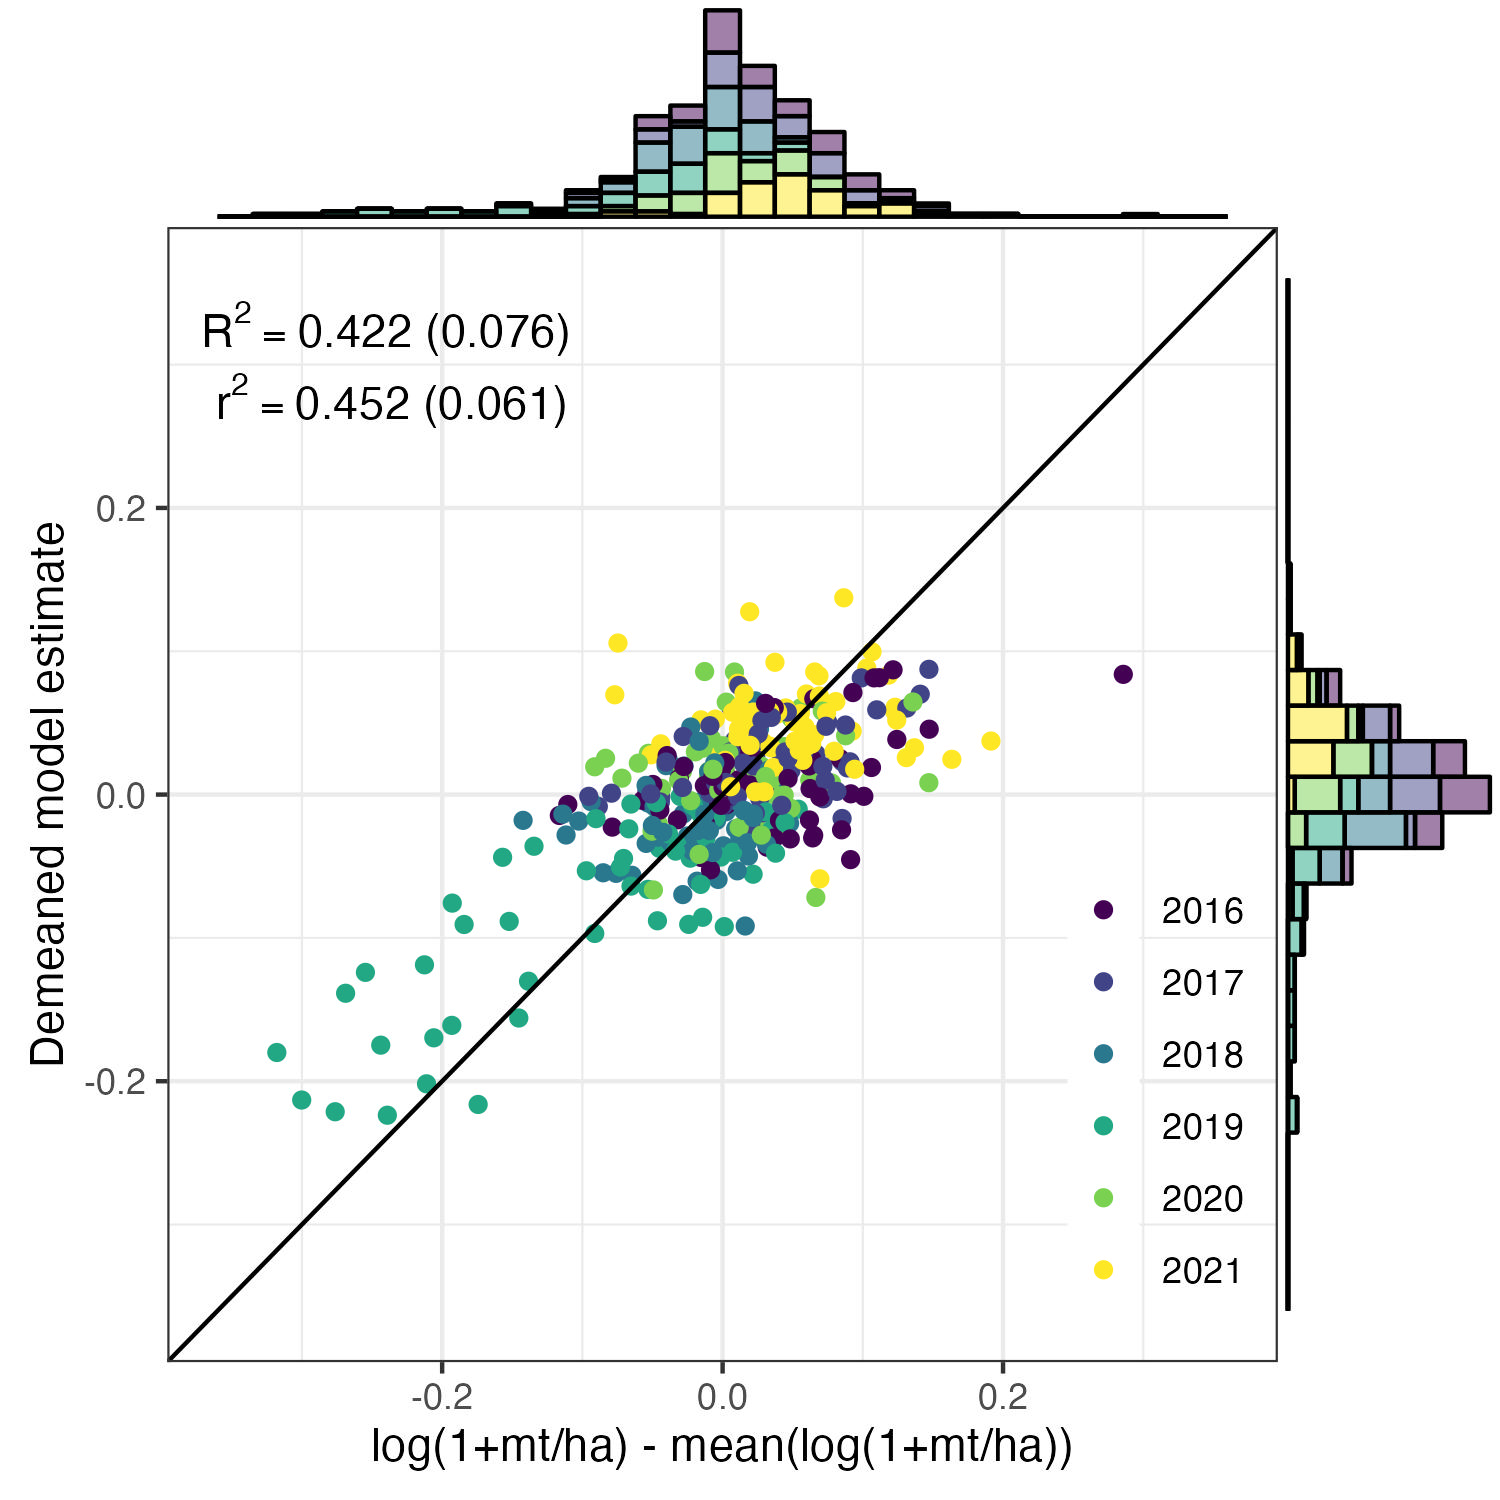 R² = 0.422 (0.076)
r² = 0.452 (0.061)
Demeaned model estimate
0.2
0.0
-0.2
2016
2017
2018
2019
2020
2021
-0.2 0.0 0.2
log(1+mt/ha) - mean(log(1+mt/ha))